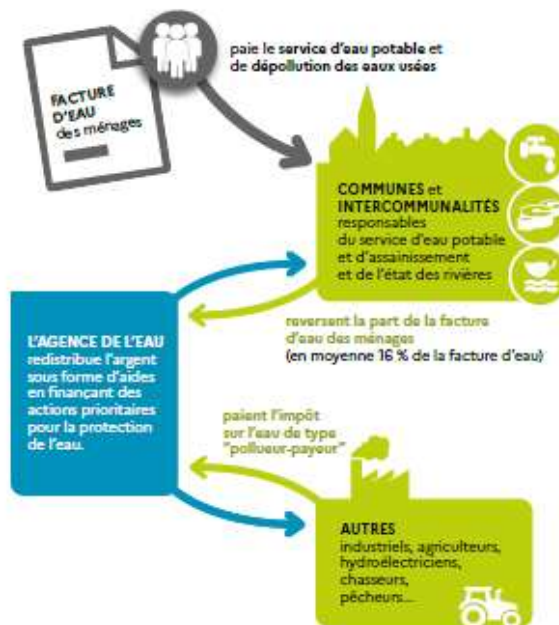 paie le service d'eau potable et
de dépollution des eaux usées
FACTURE
D'EAU
des ménages
COMMUNES et
INTERCOMMUNALITÉS
responsables
du service d'eau potable
et d'assainissement
et de l'état des rivières
reversent la part de la facture
d'eau des ménages
(en moyenne 16 % de la facture d'eau)
L'AGENCE DE L'EAU
redistribue l'argent
sous forme d'aides
en finançant des
actions prioritaires
pour la protection
de l'eau.
paient l'impôt
sur l'eau de type
"pollueur-payeur"
AUTRES
industriels, agriculteurs,
hydroélectriciens,
chasseurs,
pêcheurs...